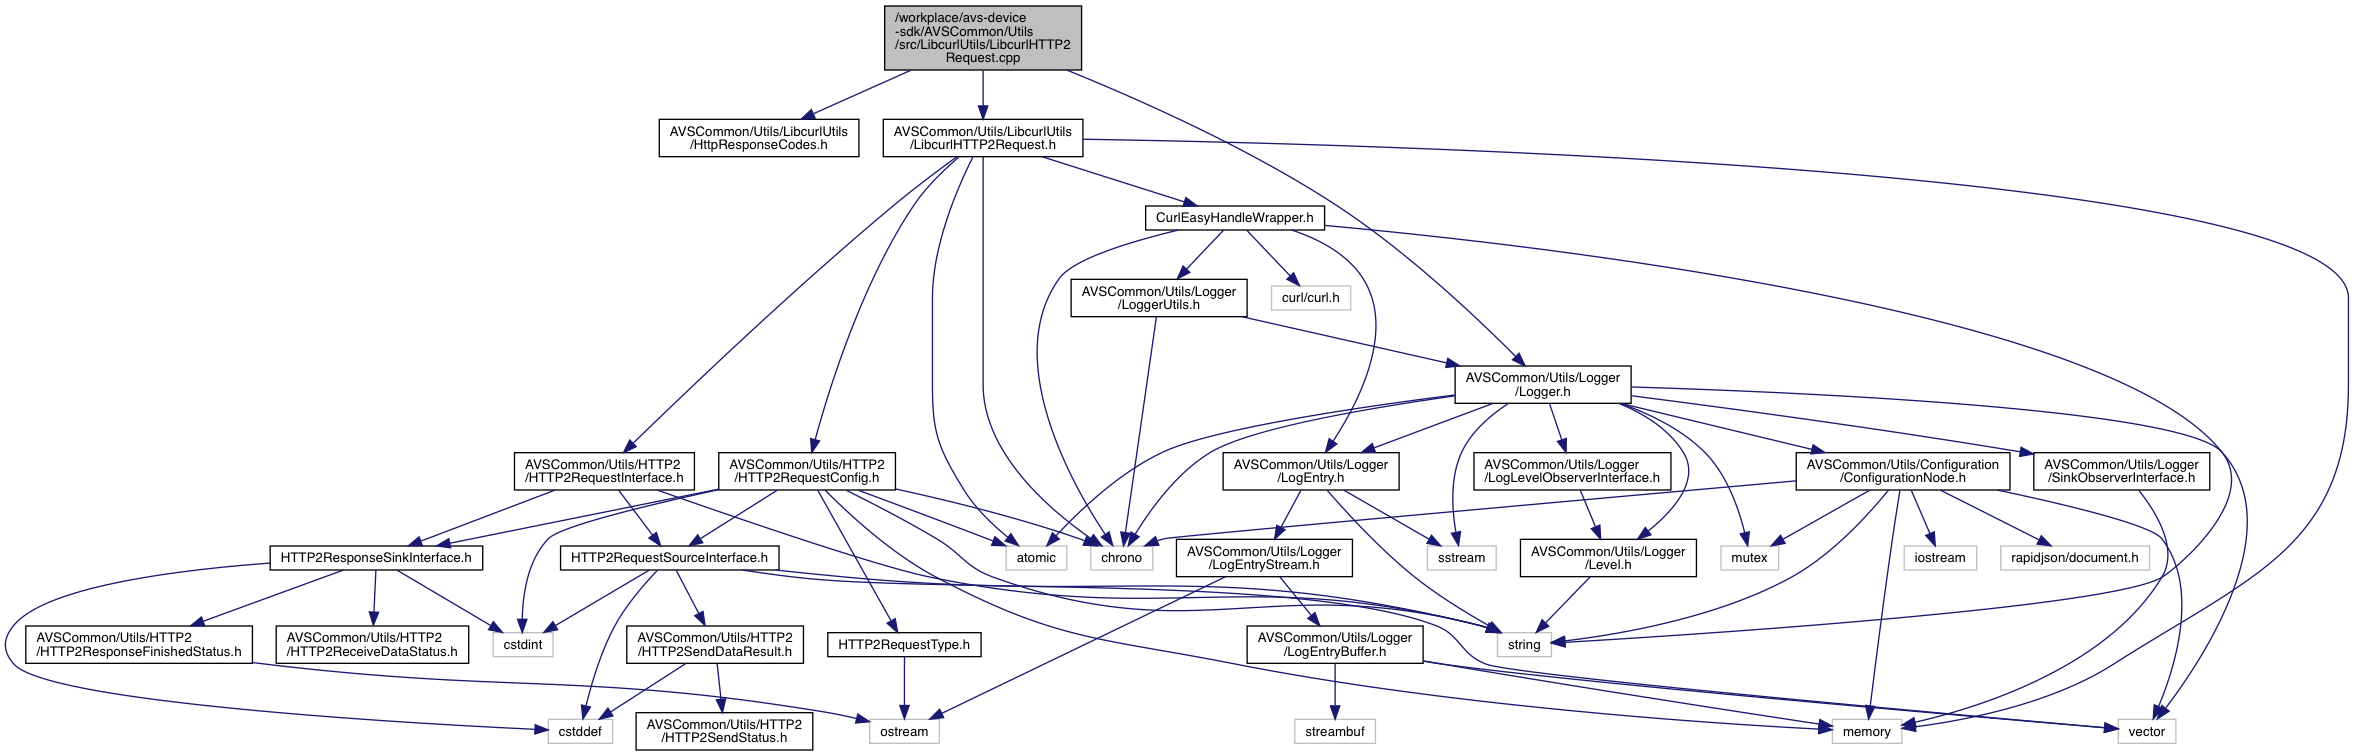 /workplace/avs-device
-sdk/AVSCommon/Utils
/src/LibcurlUtils/LibcurlHTTP2
Request.cpp
AVSCommon/Utils/LibcurlUtils
/HttpResponseCodes.h
AVSCommon/Utils/LibcurlUtils
/LibcurlHTTP2Request.h
CurlEasyHandleWrapper.h
AVSCommon/Utils/Logger
/LoggerUtils.h
curl/curl.h
AVSCommon/Utils/Logger
/Logger.h
AVSCommon/Utils/HTTP2
/HTTP2RequestInterface.h
AVSCommon/Utils/HTTP2
/HTTP2RequestConfig.h
AVSCommon/Utils/Logger
/LogEntry.h
AVSCommon/Utils/Logger
/LogLevelObserverInterface.h
AVSCommon/Utils/Configuration
/ConfigurationNode.h
AVSCommon/Utils/Logger
/SinkObserverInterface.h
HTTP2ResponseSinkInterface.h
HTTP2RequestSourceInterface.h
atomic
chrono
AVSCommon/Utils/Logger
/LogEntryStream.h
sstream
AVSCommon/Utils/Logger
/Level.h
mutex
iostream
rapidjson/document.h
AVSCommon/Utils/HTTP2
/HTTP2ResponseFinishedStatus.h
AVSCommon/Utils/HTTP2
/HTTP2ReceiveDataStatus.h
cstdint
AVSCommon/Utils/HTTP2
/HTTP2SendDataResult.h
HTTP2RequestType.h
AVSCommon/Utils/Logger
/LogEntryBuffer.h
string
cstddef
AVSCommon/Utils/HTTP2
/HTTP2SendStatus.h
ostream
streambuf
memory
vector